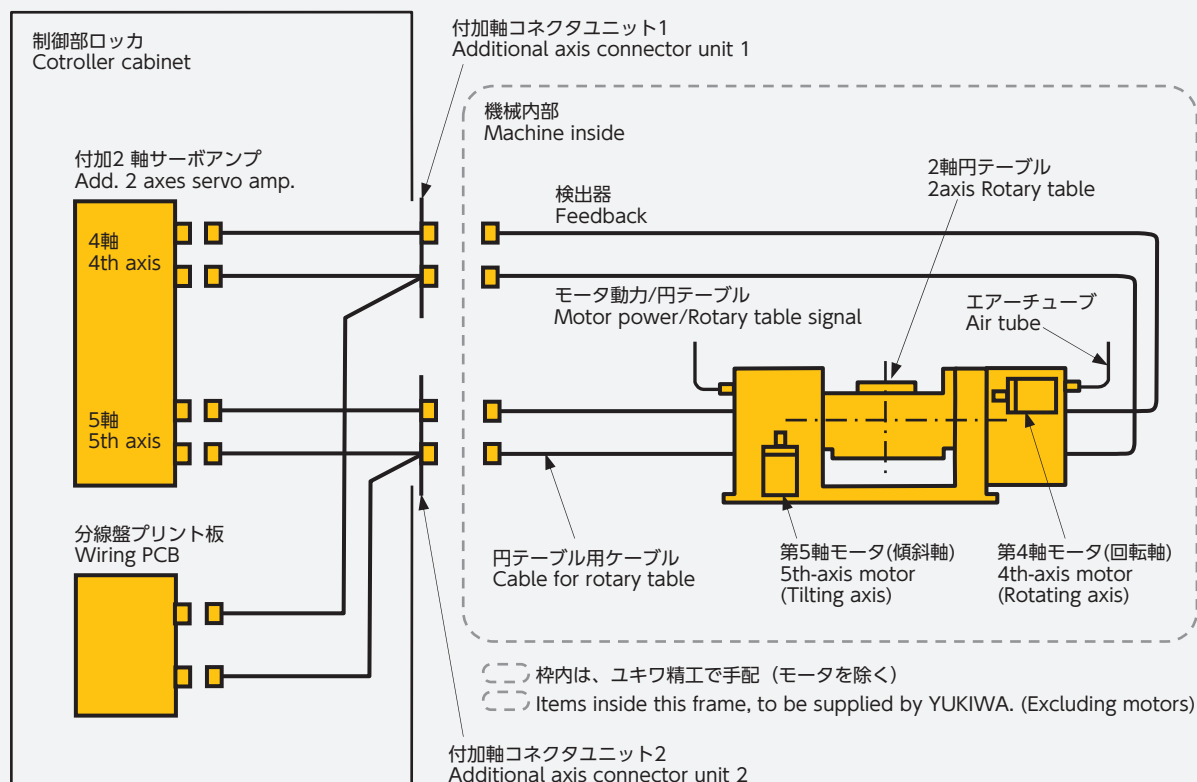 制御部ロッカ
Cotroller cabinet
付加軸コネクタユニット1
Additional axis connector unit 1
機械内部
Machine inside
付加2 軸サーボアンプ
Add. 2 axes servo amp.
2軸円テーブル
2axis Rotary table
検出器
Feedback
4軸
4th axis
モータ動力/円テーブル
Motor power/Rotary table signal
エアーチューブ
Air tube
5軸
5th axis
分線盤プリント板
Wiring PCB
円テーブル用ケーブル
Cable for rotary table
第5軸モータ(傾斜軸)
5th-axis motor
(Tilting axis)
第4軸モータ(回転軸)
4th-axis motor
(Rotating axis)
枠内は、ユキワ精工で手配（モータを除く）
Items inside this frame, to be supplied by YUKIWA. (Excluding motors)
付加軸コネクタユニット2
Additional axis connector unit 2